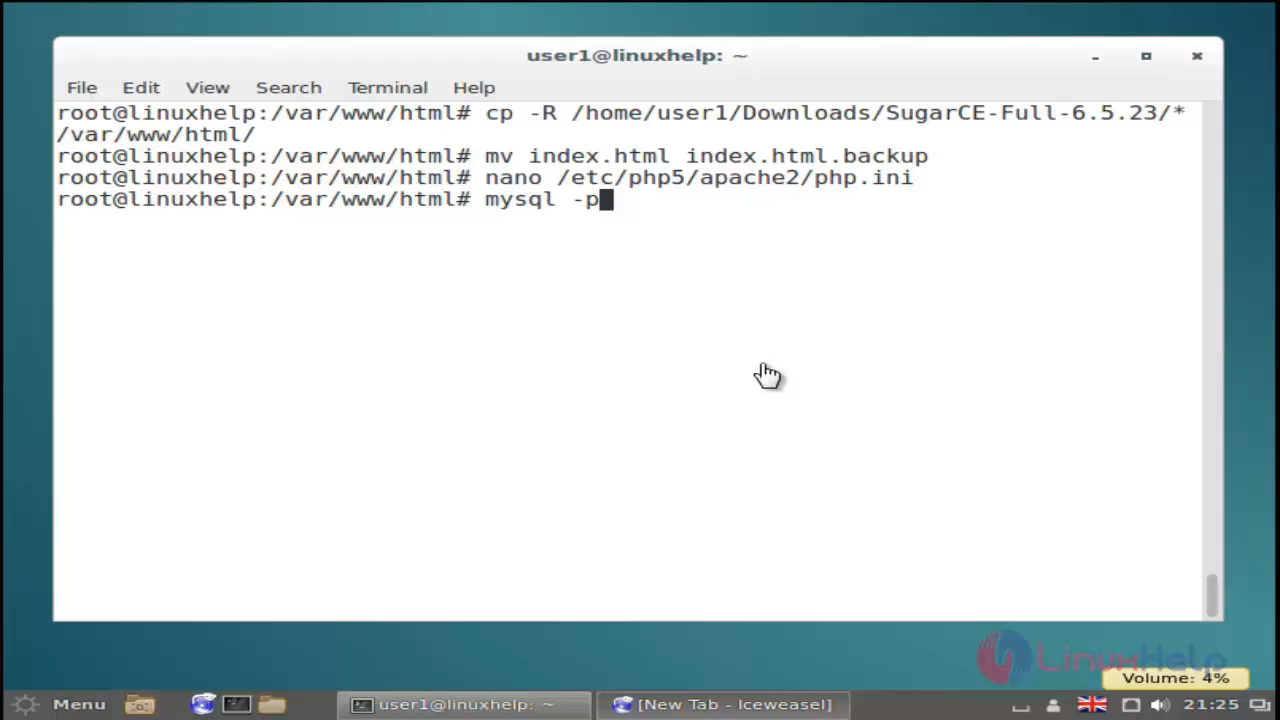 user1@linuxhelp: ~
File Edit View Search Terminal Help
root@linuxhelp:/var/www/html# cp -R /home/user1/Downloads/SugarCE-Full-6.5.23/*
/var/www/html/
root@linuxhelp:/var/www/html# mv index.html index.html.backup
root@linuxhelp:/var/www/html# nano /etc/php5/apache2/php.ini
root@linuxhelp:/var/www/html# mysql -p
LinuxHelp
Volume: 4%
Menu user1@linuxhelp: ~ [New Tab - Iceweasel] 21:25